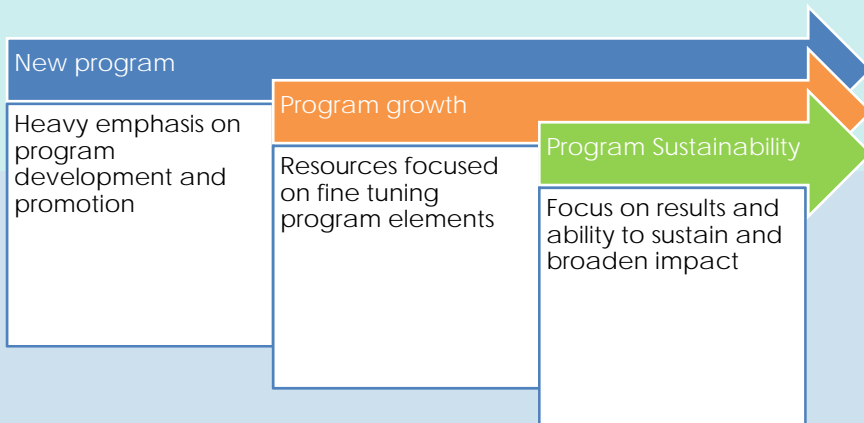 New program
Heavy emphasis on
program
development and
promotion
Program growth
Resources focused
on fine tuning
program elements
Program Sustainability
Focus on results and
ability to sustain and
broaden impact